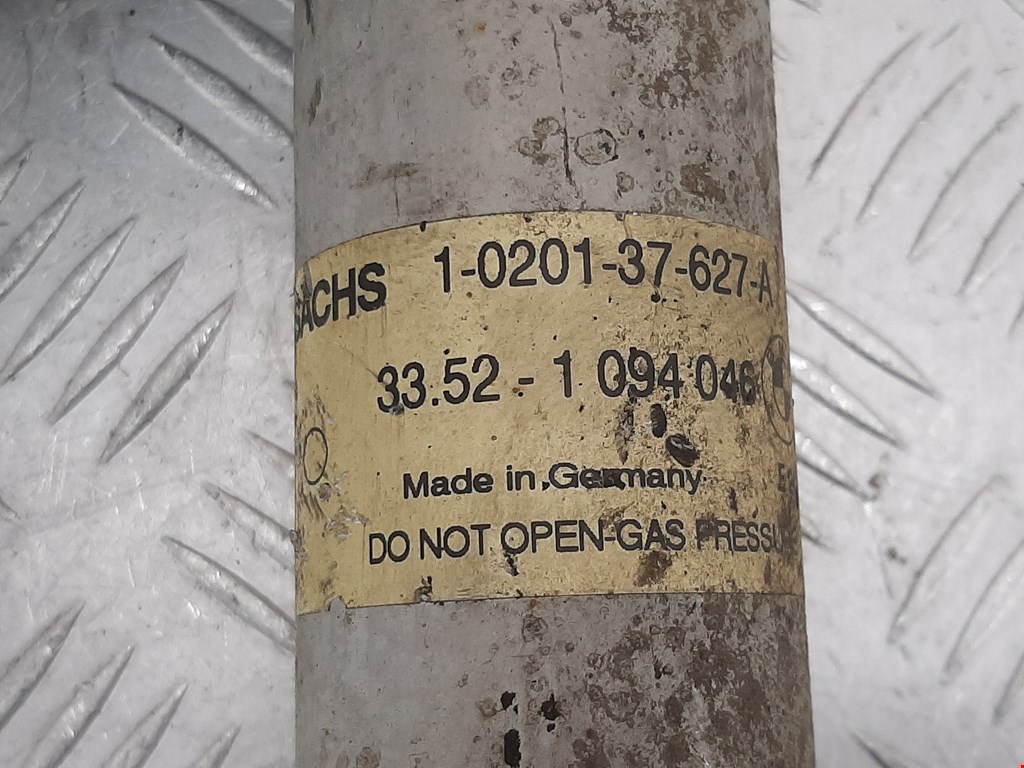 SACHS 1-0201-37-627-A
33.52 - 1 094 046
Made in Germany
DO NOT OPEN-GAS PRESSU